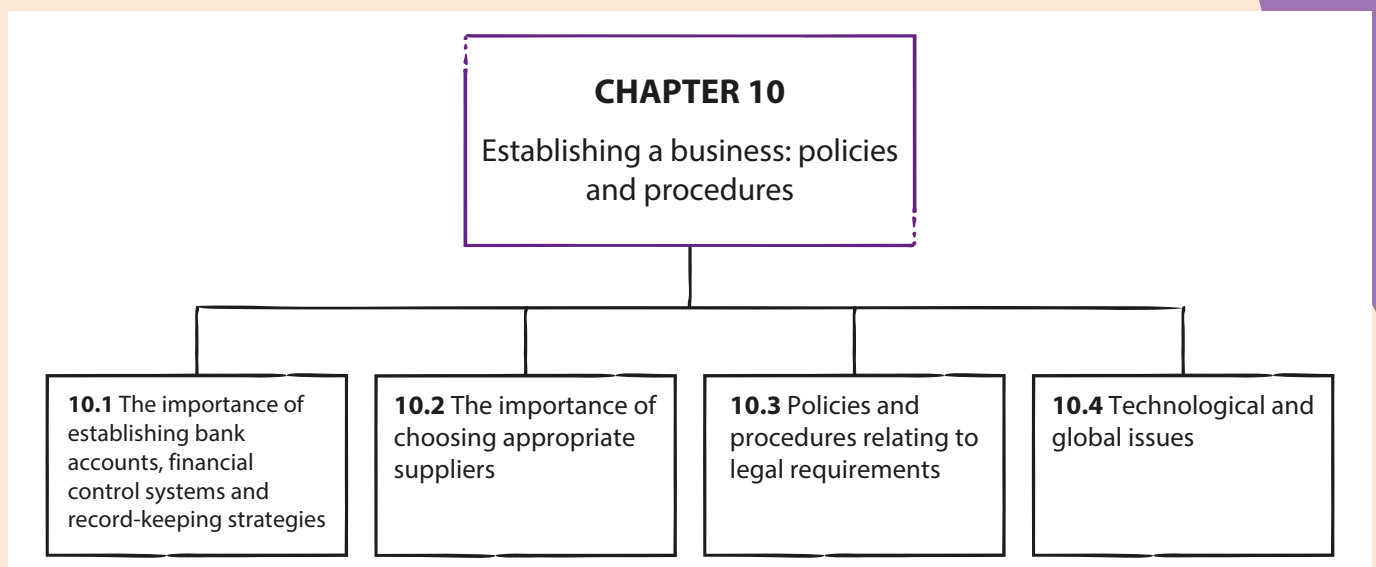 CHAPTER 10
Establishing a business: policies
and procedures
10.1 The importance of
establishing bank
accounts, financial
control systems and
record-keeping strategies
10.2 The importance of
choosing appropriate
suppliers
10.3 Policies and
procedures relating to
legal requirements
10.4 Technological and
global issues